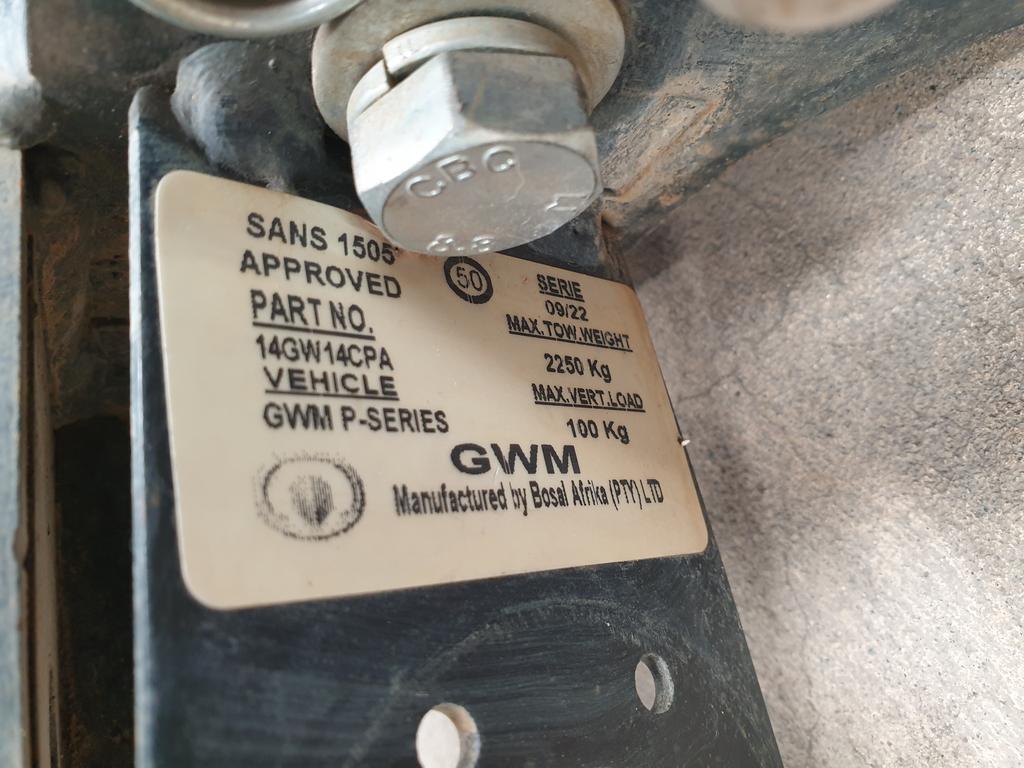 CBG
8.8
SANS 1505
APPROVED
50
PART NO.
14GW14CPA
VEHICLE
GWM P-SERIES
SERIE
09/22
MAX.TOW.WEIGHT
2250 Kg
MAX.VERT.LOAD
100 Kg
GWM
Manufactured by Bosal Afrika (PTY) LTD